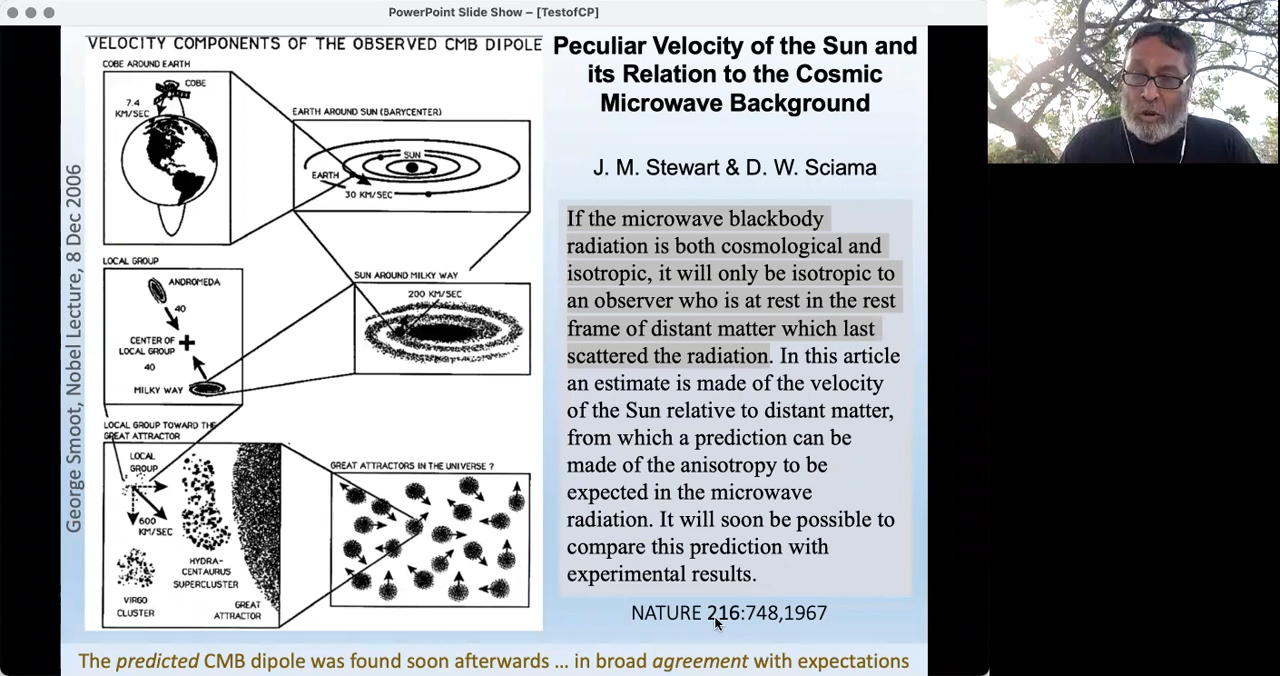 PowerPoint Slide Show – [TestofCP]
VELOCITY COMPONENTS OF THE OBSERVED CMB DIPOLE
COBE AROUND EARTH
COBE
7.4
KM/SEC
EARTH AROUND SUN (BARYCENTER)
SUN
EARTH
30 KM/SEC
LOCAL GROUP
ANDROMEDA
40
CENTER OF
LOCAL GROUP
40
MILKY WAY
SUN AROUND MILKY WAY
200 KM/SEC
LOCAL GROUP TOWARD THE
GREAT ATTRACTOR
LOCAL
GROUP
600
KM/SEC
HYDRA-
CENTAURUS
SUPERCLUSTER
VIRGO
CLUSTER
GREAT
ATTRACTOR
GREAT ATTRACTORS IN THE UNIVERSE ?
George Smoot, Nobel Lecture, 8 Dec 2006
Peculiar Velocity of the Sun and
its Relation to the Cosmic
Microwave Background
J. M. Stewart & D. W. Sciama
If the microwave blackbody
radiation is both cosmological and
isotropic, it will only be isotropic to
an observer who is at rest in the rest
frame of distant matter which last
scattered the radiation. In this article
an estimate is made of the velocity
of the Sun relative to distant matter,
from which a prediction can be
made of the anisotropy to be
expected in the microwave
radiation. It will soon be possible to
compare this prediction with
experimental results.
NATURE 216:748,1967
The predicted CMB dipole was found soon afterwards … in broad agreement with expectations